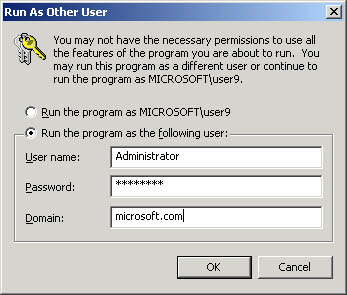 Run As Other User
You may not have the necessary permissions to use all
the features of the program you are about to run. You
may run this program as a different user or continue to
run the program as MICROSOFT\user9.
Run the program as MICROSOFT\user9
Run the program as the following user:
User name: Administrator
Password: ********
Domain: microsoft.com
OK Cancel